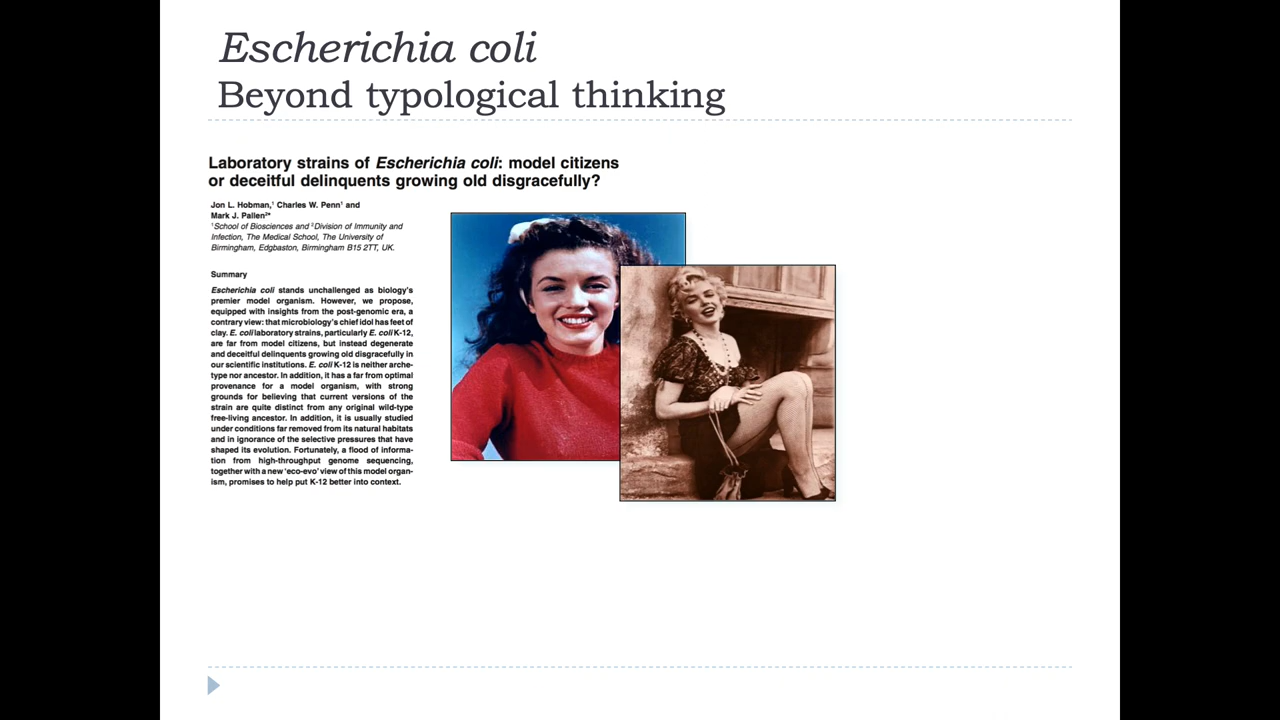 Escherichia coli
Beyond typological thinking
Laboratory strains of Escherichia coli: model citizens
or deceitful delinquents growing old disgracefully?
Jon L. Hobman,¹ Charles W. Penn¹ and
Mark J. Pallen²*
¹School of Biosciences and ²Division of Immunity and
Infection, The Medical School, The University of
Birmingham, Edgbaston, Birmingham B15 2TT, UK.
Summary
Escherichia coli stands unchallenged as biology's
premier model organism. However, we propose,
equipped with insights from the post-genomic era, a
contrary view: that microbiology's chief idol has feet of
clay. E. coli laboratory strains, particularly E. coli K-12,
are far from model citizens, but instead degenerate
and deceitful delinquents growing old disgracefully in
our scientific institutions. E. coli K-12 is neither arche-
type nor ancestor. In addition, it has a far from optimal
provenance for a model organism, with strong
grounds for believing that current versions of the
strain are quite distinct from any original wild-type
free-living ancestor. In addition, it is usually studied
under conditions far removed from its natural habitats
and in ignorance of the selective pressures that have
shaped its evolution. Fortunately, a flood of informa-
tion from high-throughput genome sequencing,
together with a new 'eco-evo' view of this model organ-
ism, promises to help put K-12 better into context.